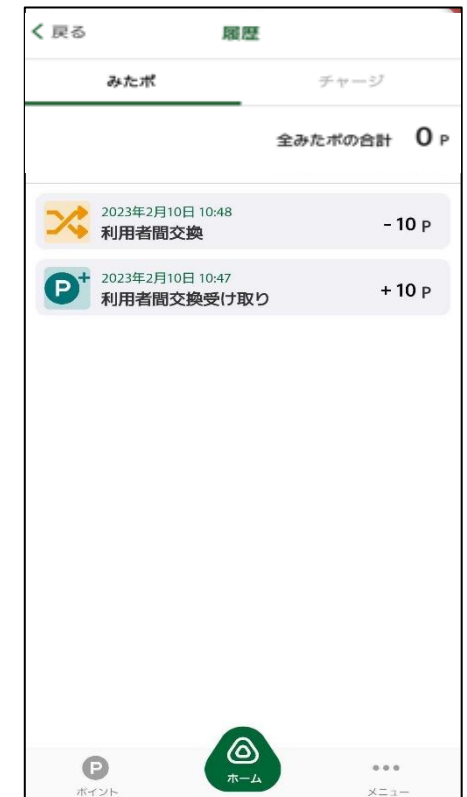 戻る
履歴
みたポ
チャージ
全みたポの合計 0 P
2023年2月10日 10:48
利用者間交換
- 10 P
2023年2月10日 10:47
利用者間交換受け取り
+ 10 P
P
ポイント
ホーム
メニュー